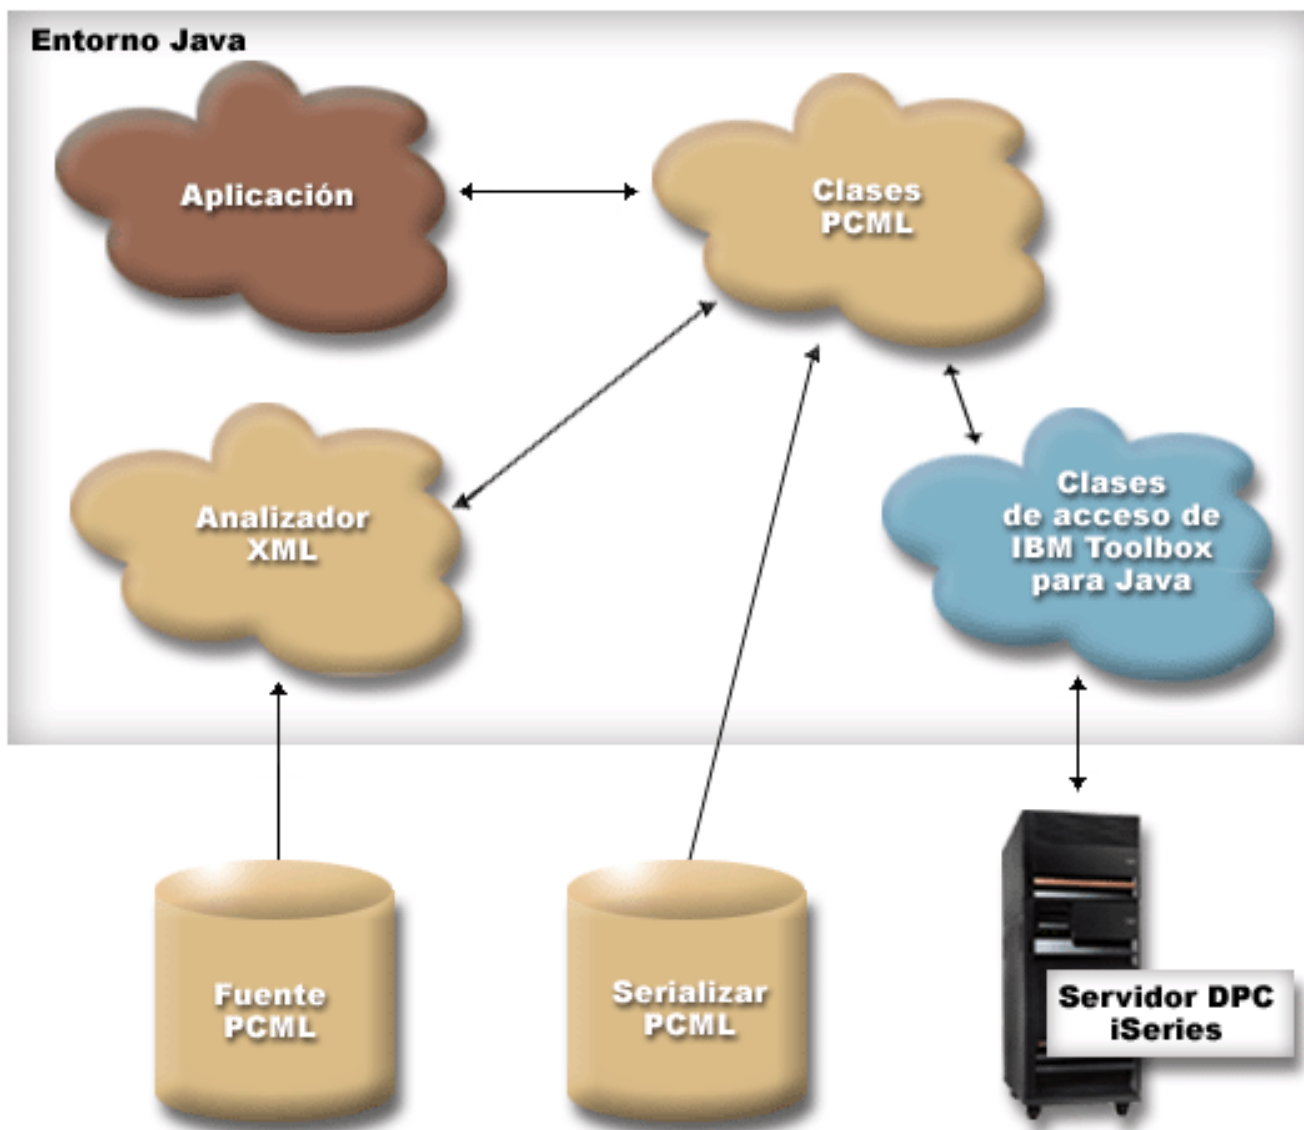 Entorno Java
Aplicación
Clases
PCML
Analizador
XML
Clases
de acceso de
IBM Toolbox
para Java
Fuente
PCML
Serializar
PCML
Servidor DPC
iSeries